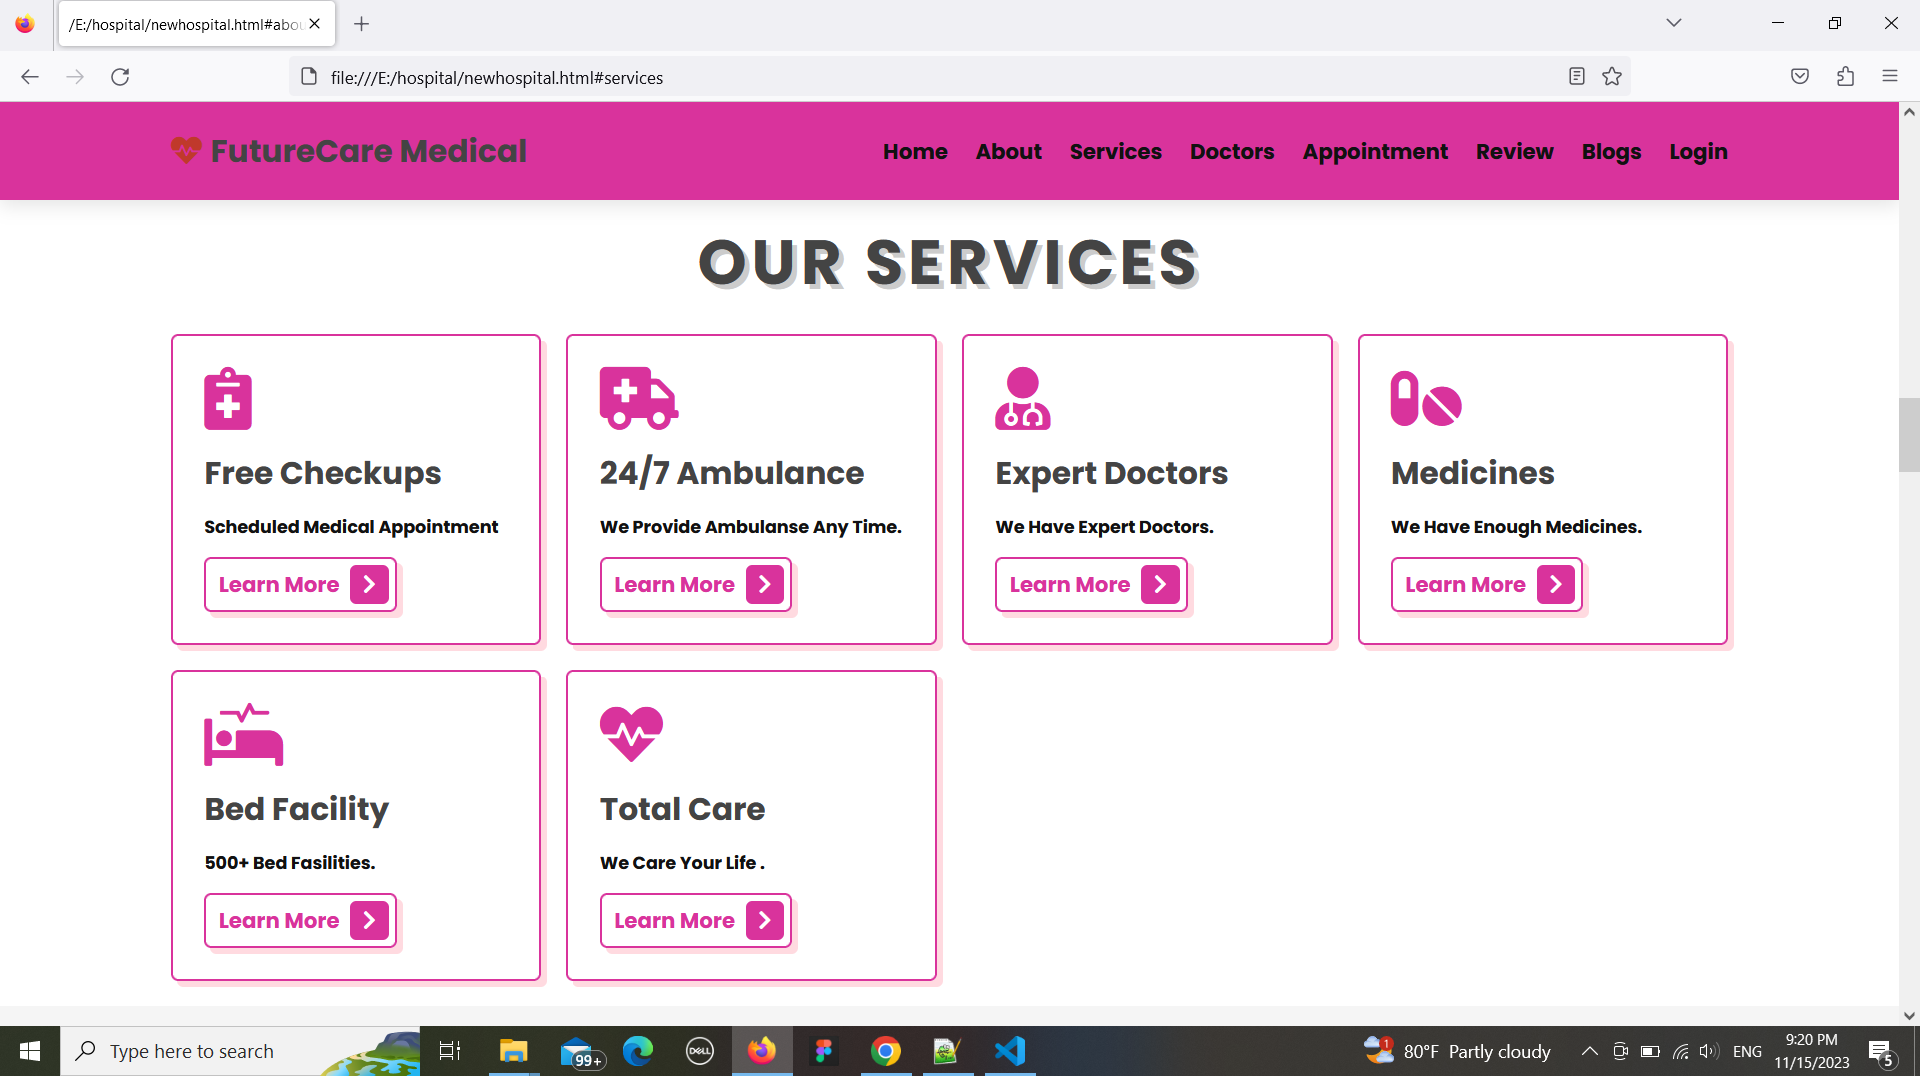 /E:/hospital/newhospital.html#abou
file:///E:/hospital/newhospital.html#services
FutureCare Medical
Home About Services Doctors Appointment Review Blogs Login
OUR SERVICES
Free Checkups
Scheduled Medical Appointment
Learn More
24/7 Ambulance
We Provide Ambulanse Any Time.
Learn More
Expert Doctors
We Have Expert Doctors.
Learn More
Medicines
We Have Enough Medicines.
Learn More
Bed Facility
500+ Bed Fasilities.
Learn More
Total Care
We Care Your Life .
Learn More
Type here to search
99+
DELL
1
80°F Partly cloudy
ENG
9:20 PM
11/15/2023
5